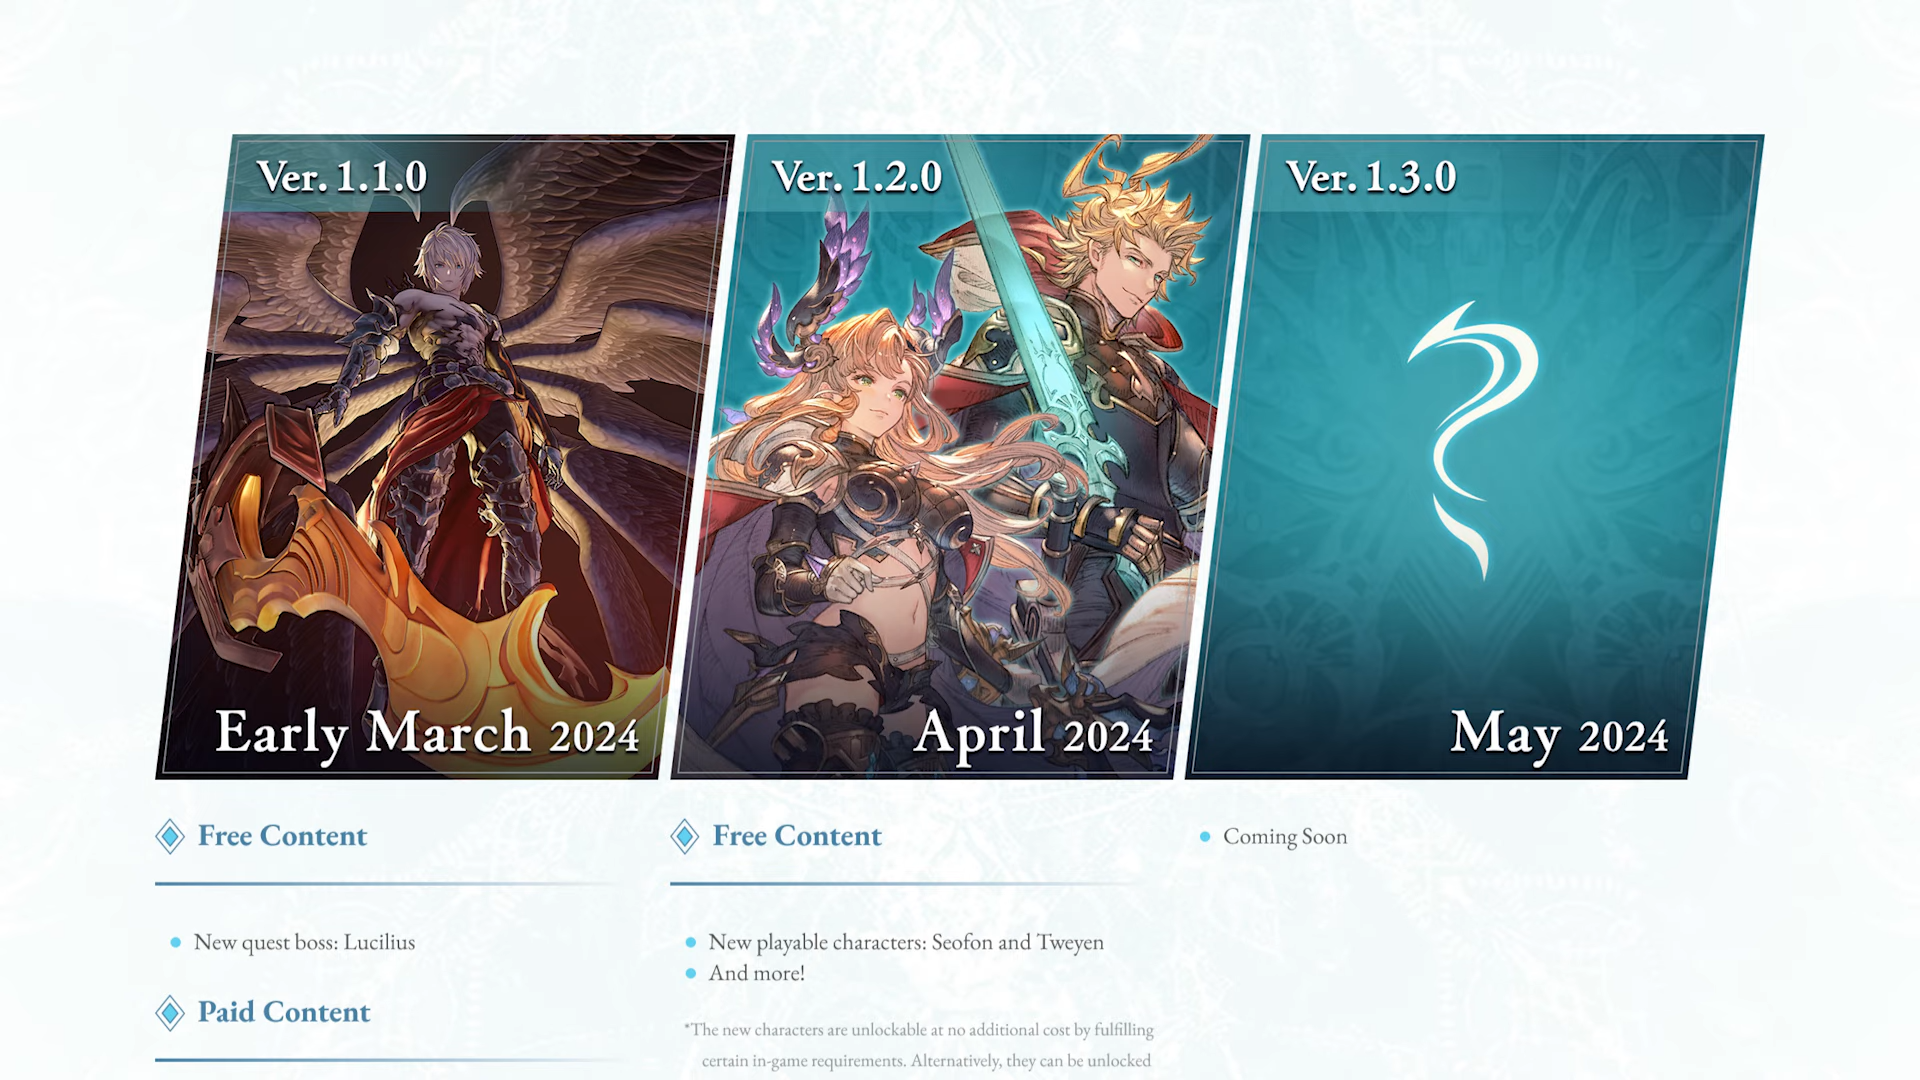 Ver. 1.1.0
Early March 2024
Free Content
New quest boss: Lucilius
Paid Content
Ver. 1.2.0
April 2024
Free Content
New playable characters: Seofon and Tweyen
And more!
*The new characters are unlockable at no additional cost by fulfilling
certain in-game requirements. Alternatively, they can be unlocked
Ver. 1.3.0
May 2024
Coming Soon